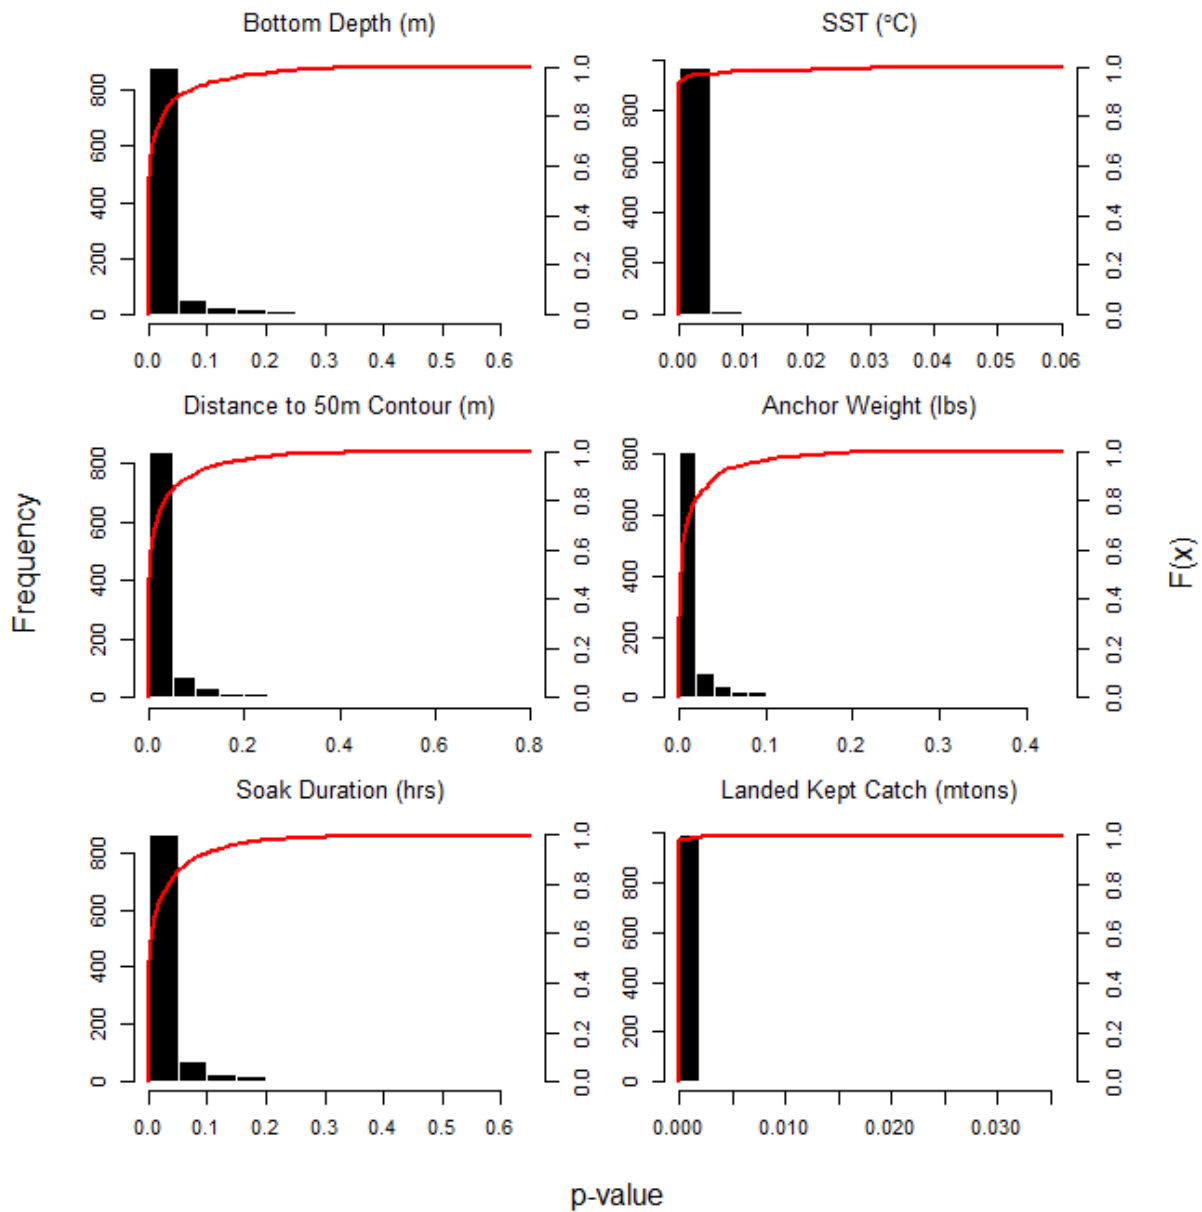 Bottom Depth (m)
0 200 400 600 800
0.0 0.2 0.4 0.6 0.8 1.0
0.0 0.1 0.2 0.3 0.4 0.5 0.6
SST (°C)
0 200 400 600 800
0.0 0.2 0.4 0.6 0.8 1.0
0.00 0.01 0.02 0.03 0.04 0.05 0.06
Distance to 50m Contour (m)
0 200 400 600 800
0.0 0.2 0.4 0.6 0.8 1.0
0.0 0.2 0.4 0.6 0.8
Anchor Weight (lbs)
0 200 400 600 800
0.0 0.2 0.4 0.6 0.8 1.0
0.0 0.1 0.2 0.3 0.4
Soak Duration (hrs)
0 200 400 600 800
0.0 0.2 0.4 0.6 0.8 1.0
0.0 0.1 0.2 0.3 0.4 0.5 0.6
Landed Kept Catch (mtons)
0 200 400 600 800
0.0 0.2 0.4 0.6 0.8 1.0
0.000 0.010 0.020 0.030
Frequency
F(x)
p-value